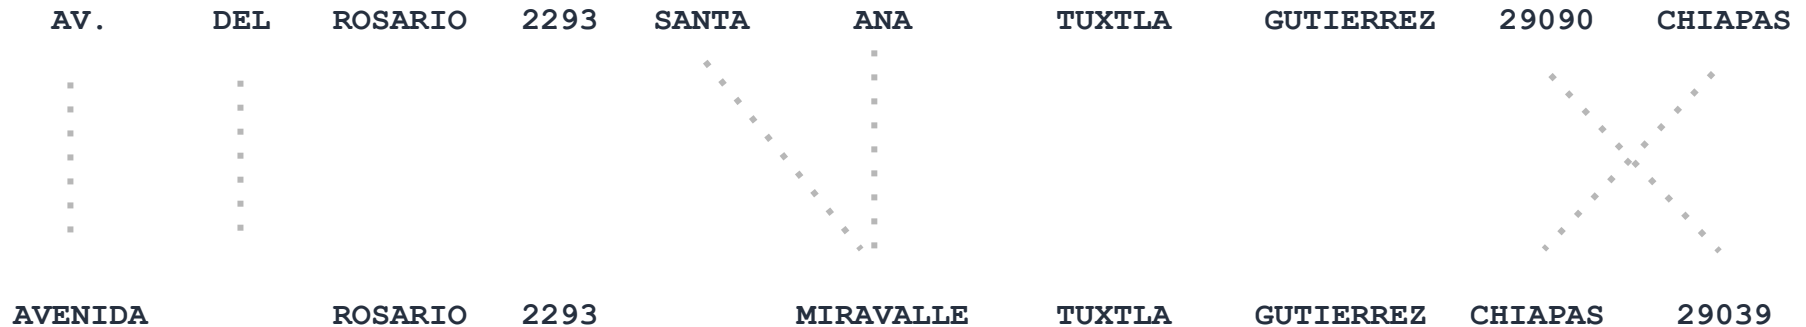 AV. DEL ROSARIO 2293 SANTA ANA TUXTLA GUTIERREZ 29090 CHIAPAS
AVENIDA ROSARIO 2293 MIRAVALLE TUXTLA GUTIERREZ CHIAPAS 29039